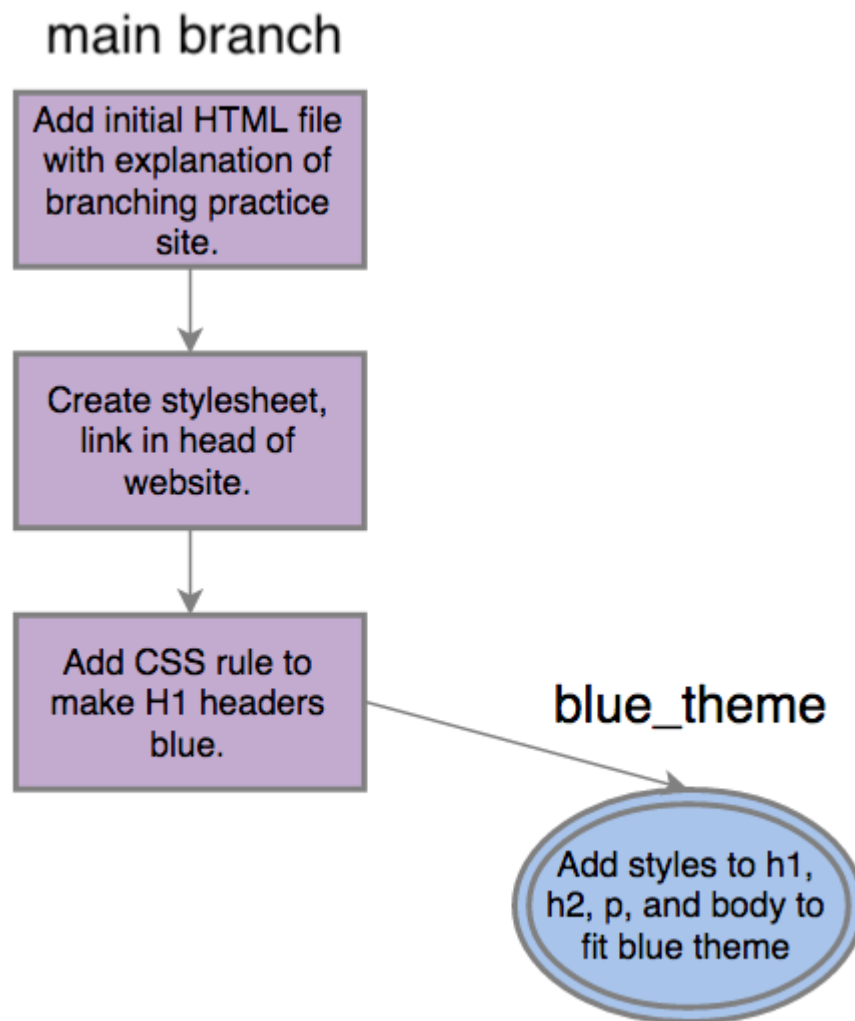 main branch
Add initial HTML file
with explanation of
branching practice
site.
Create stylesheet,
link in head of
website.
Add CSS rule to
make H1 headers
blue.
blue_theme
Add styles to h1,
h2, p, and body to
fit blue theme